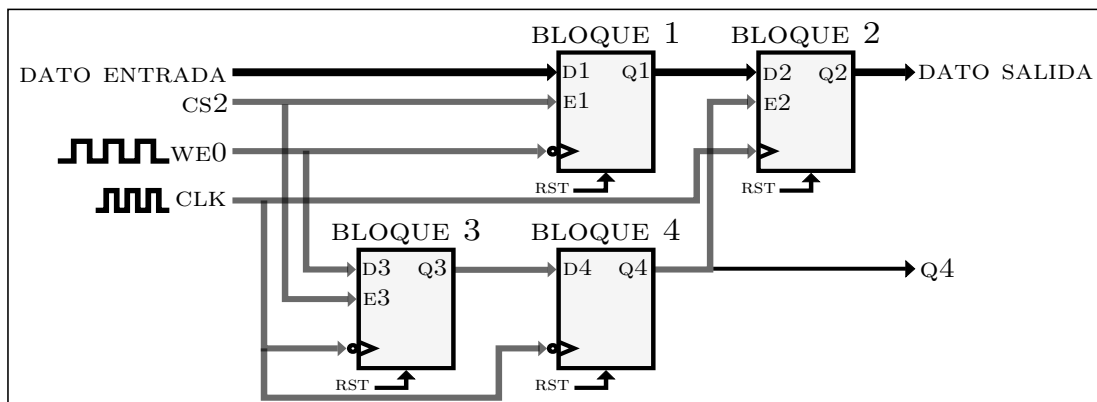 BLOQUE 1
BLOQUE 2
DATO ENTRADA
D1
Q1
D2
Q2
DATO SALIDA
CS2
E1
E2
WE0
CLK
RST
RST
BLOQUE 3
BLOQUE 4
D3
Q3
D4
Q4
Q4
E3
RST
RST